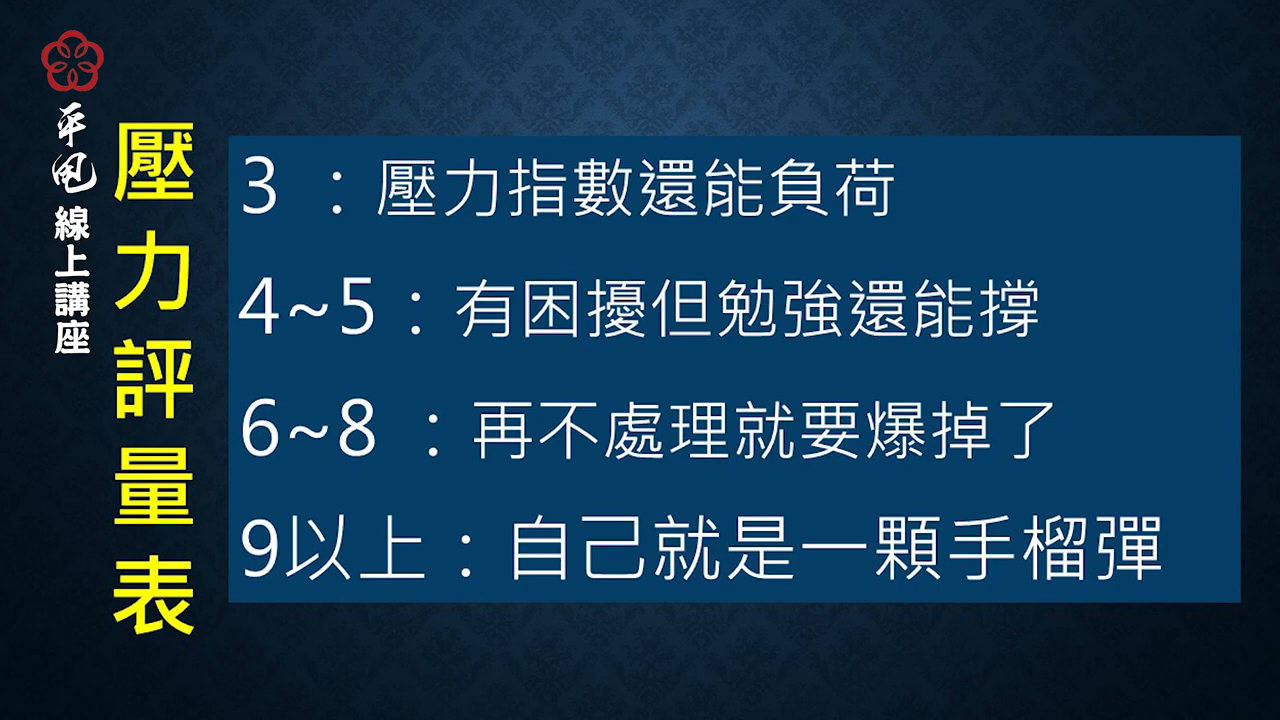 平甩線上講座
壓力評量表
3 ：壓力指數還能負荷
4~5：有困擾但勉強還能撐
6~8 ：再不處理就要爆掉了
9以上：自己就是一顆手榴彈